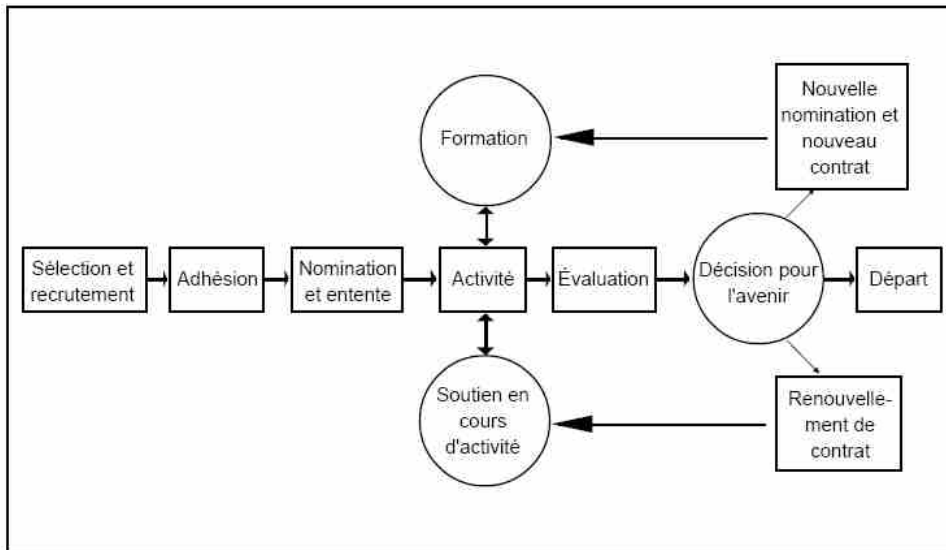 Nouvelle
nomination et
nouveau
contrat
Formation
Sélection et
recrutement
Adhésion
Nomination
et entente
Activité
Évaluation
Décision pour
l'avenir
Départ
Soutien en
cours
d'activité
Renouvelle-
ment de
contrat